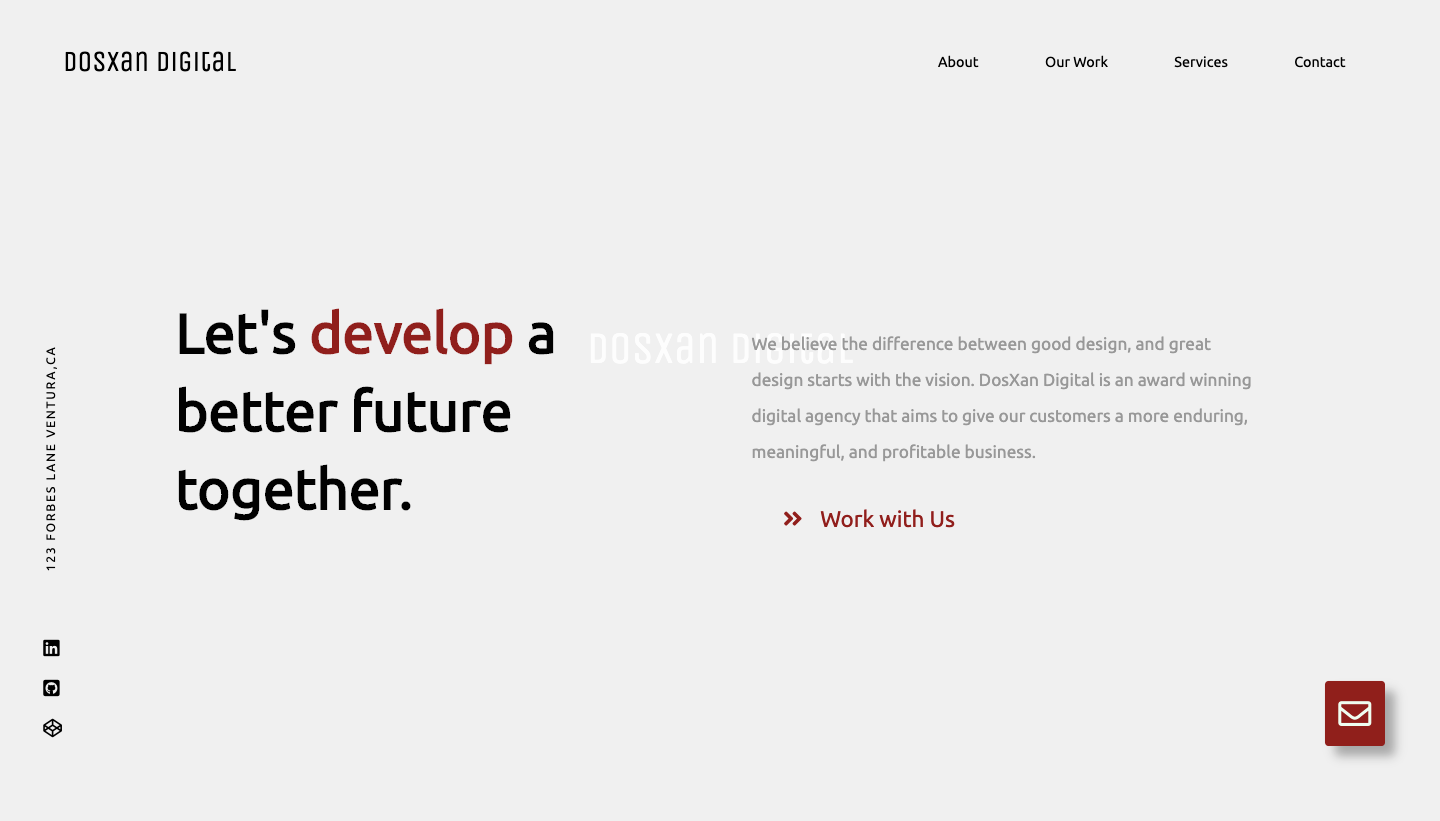 DosXan Digital
About
Our Work
Services
Contact
Let's develop a
better future
together.
DosXan Digital
We believe the difference between good design, and great
design starts with the vision. DosXan Digital is an award winning
digital agency that aims to give our customers a more enduring,
meaningful, and profitable business.
Work with Us
123 FORBES LANE VENTURA,CA
in